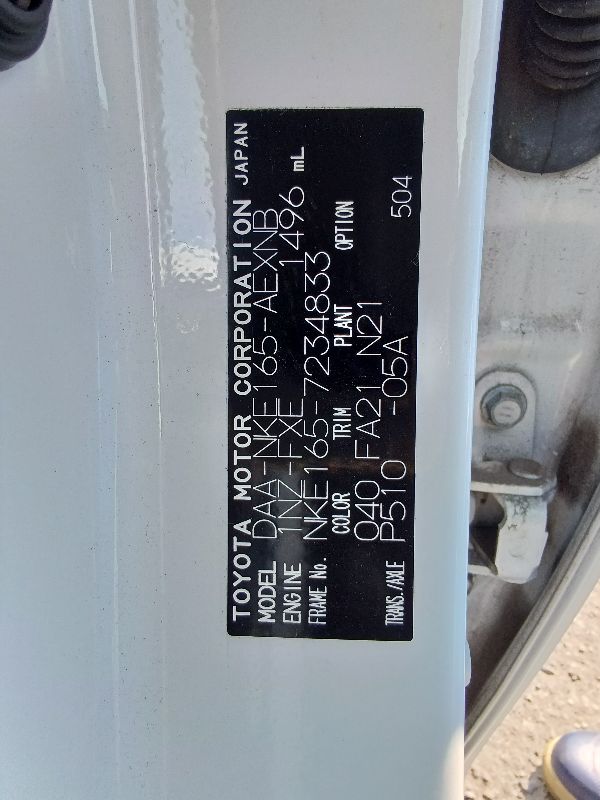 TOYOTA MOTOR CORPORATION JAPAN
MODEL DAA-NKE165-AEXNB
ENGINE 1NZ-FXE 1496 mL
FRAME No. NKE165-7234833
COLOR TRIM PLANT OPTION
040 FA21 N21
TRANS./AXLE P510 -05A 504